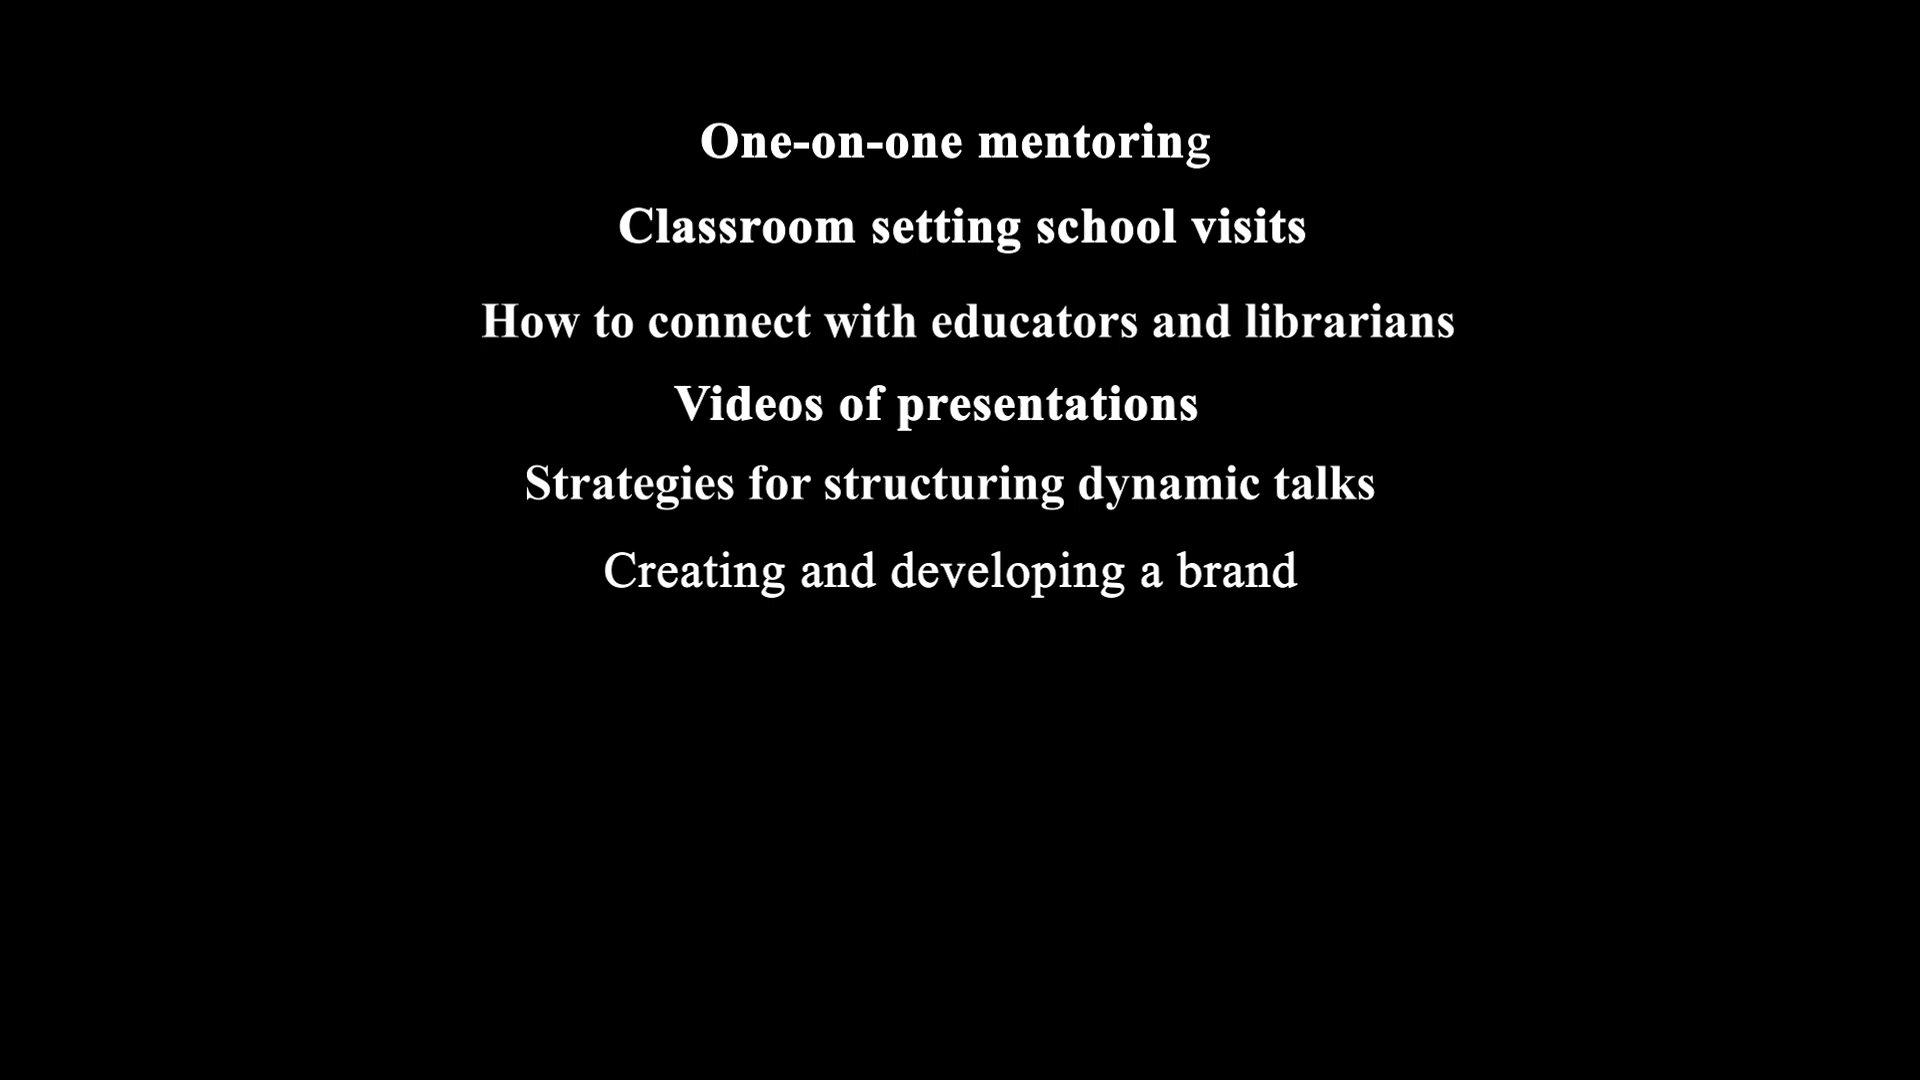 One-on-one mentoring
Classroom setting school visits
How to connect with educators and librarians
Videos of presentations
Strategies for structuring dynamic talks
Creating and developing a brand